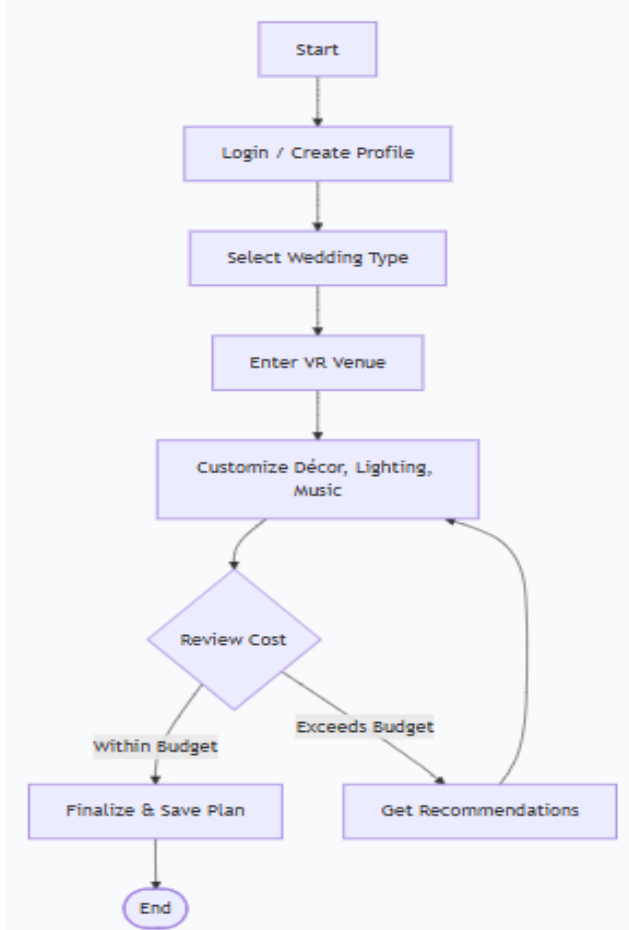 Start
Login / Create Profile
Select Wedding Type
Enter VR Venue
Customize Décor, Lighting,
Music
Review Cost
Exceeds Budget
Within Budget
Finalize & Save Plan
Get Recommendations
End